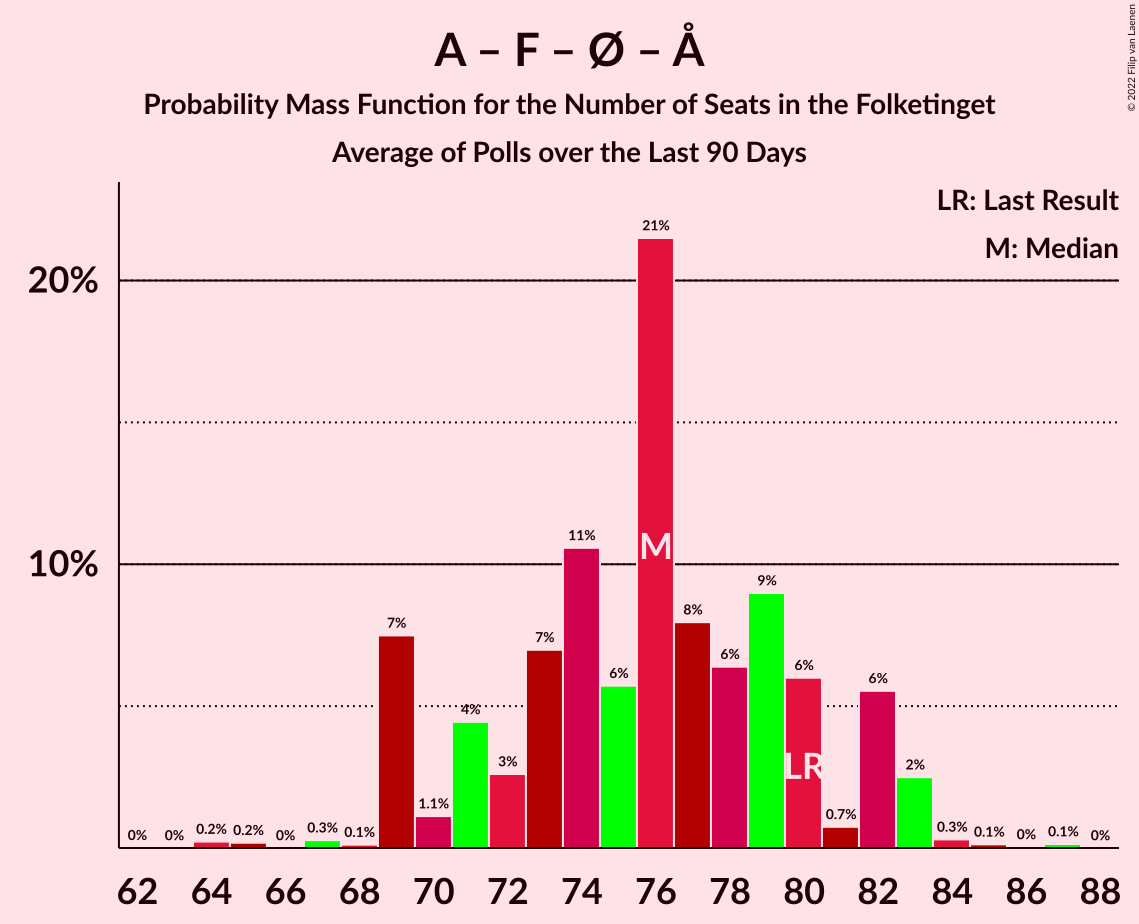 A – F – Ø – Å
Probability Mass Function for the Number of Seats in the Folketinget
Average of Polls over the Last 90 Days
© 2022 Filip van Laenen
LR: Last Result
M: Median
20%
10%
0% 0% 0.2% 0.2% 0% 0.3% 0.1% 7% 1.1% 4% 3% 7% 11% 6% 21% 8% 6% 9% 6% 0.7% 6% 2% 0.3% 0.1% 0% 0.1% 0%
M
LR
62 64 66 68 70 72 74 76 78 80 82 84 86 88